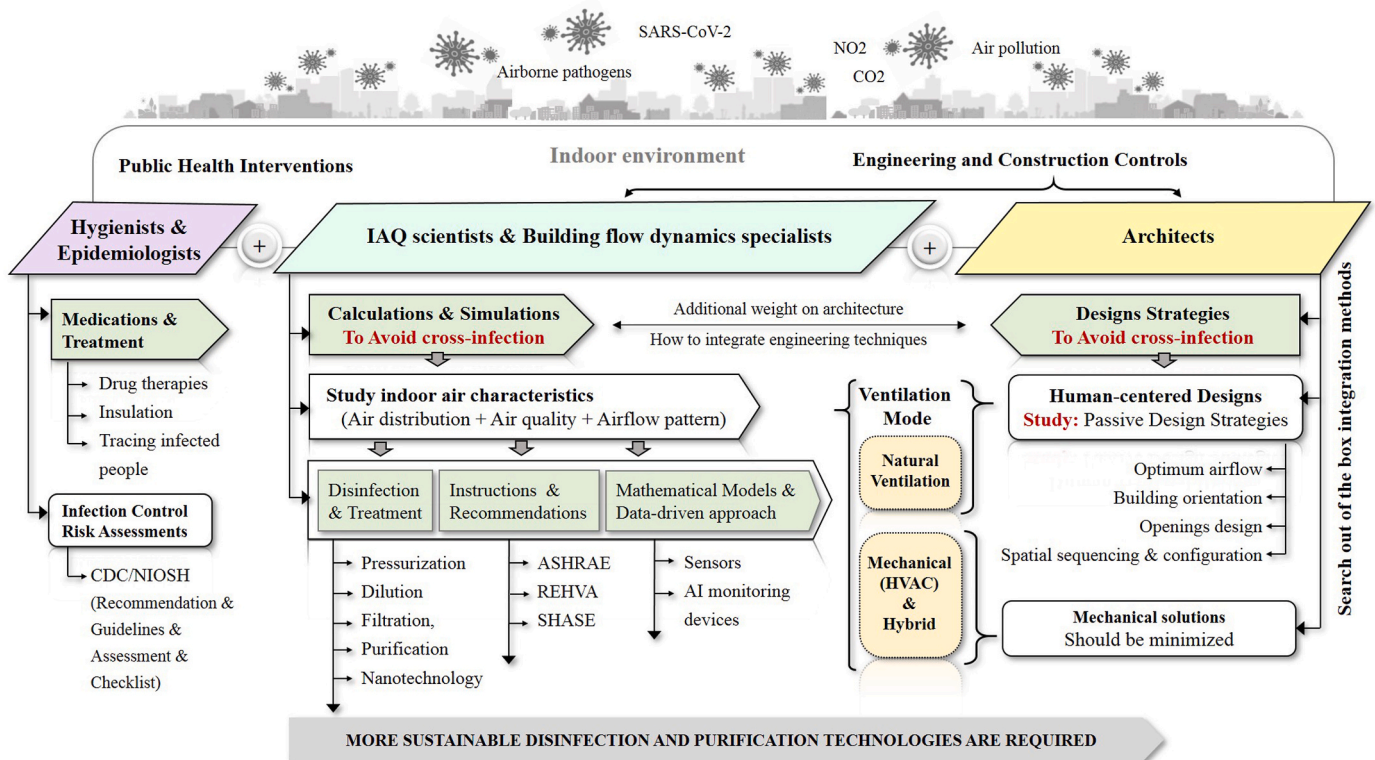 SARS-CoV-2
Airborne pathogens
NO2
CO2
Air pollution
Public Health Interventions
Indoor environment
Engineering and Construction Controls
Hygienists &
Epidemiologists
+
IAQ scientists & Building flow dynamics specialists
+
Architects
Medications &
Treatment
Drug therapies
Insulation
Tracing infected
people
Infection Control
Risk Assessments
CDC/NIOSH
(Recommendation &
Guidelines &
Assessment &
Checklist)
Calculations & Simulations
To Avoid cross-infection
Additional weight on architecture
How to integrate engineering techniques
Designs Strategies
To Avoid cross-infection
Study indoor air characteristics
(Air distribution + Air quality + Airflow pattern)
Disinfection
& Treatment
Instructions &
Recommendations
Mathematical Models &
Data-driven approach
Pressurization
Dilution
Filtration,
Purification
Nanotechnology
ASHRAE
REHVA
SHASE
Sensors
AI monitoring
devices
Ventilation
Mode
Natural
Ventilation
Mechanical
(HVAC)
&
Hybrid
Human-centered Designs
Study: Passive Design Strategies
Optimum airflow
Building orientation
Openings design
Spatial sequencing & configuration
Mechanical solutions
Should be minimized
Search out of the box integration methods
MORE SUSTAINABLE DISINFECTION AND PURIFICATION TECHNOLOGIES ARE REQUIRED